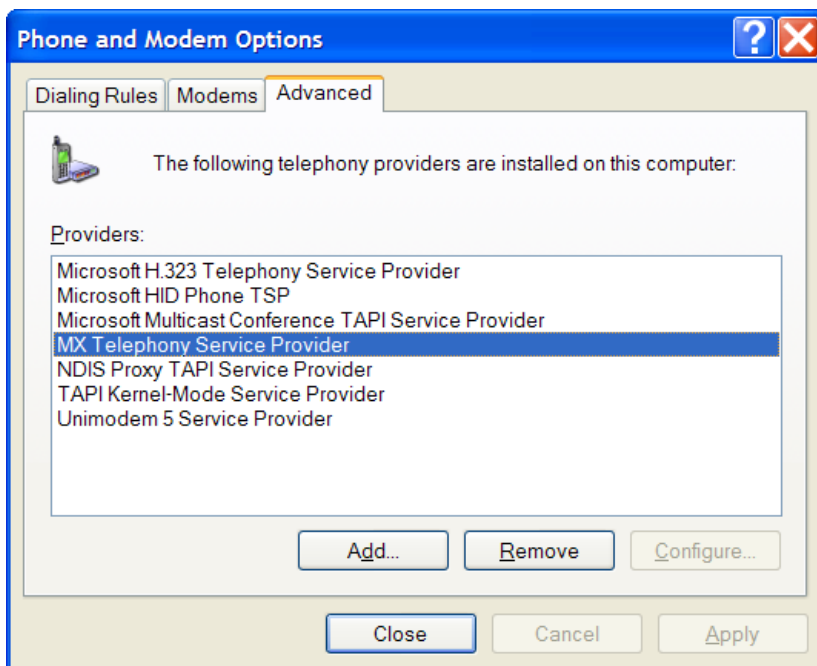 Phone and Modem Options
?
Dialing Rules Modems Advanced
The following telephony providers are installed on this computer:
Providers:
Microsoft H.323 Telephony Service Provider
Microsoft HID Phone TSP
Microsoft Multicast Conference TAPI Service Provider
MX Telephony Service Provider
NDIS Proxy TAPI Service Provider
TAPI Kernel-Mode Service Provider
Unimodem 5 Service Provider
Add... Remove Configure...
Close Cancel Apply